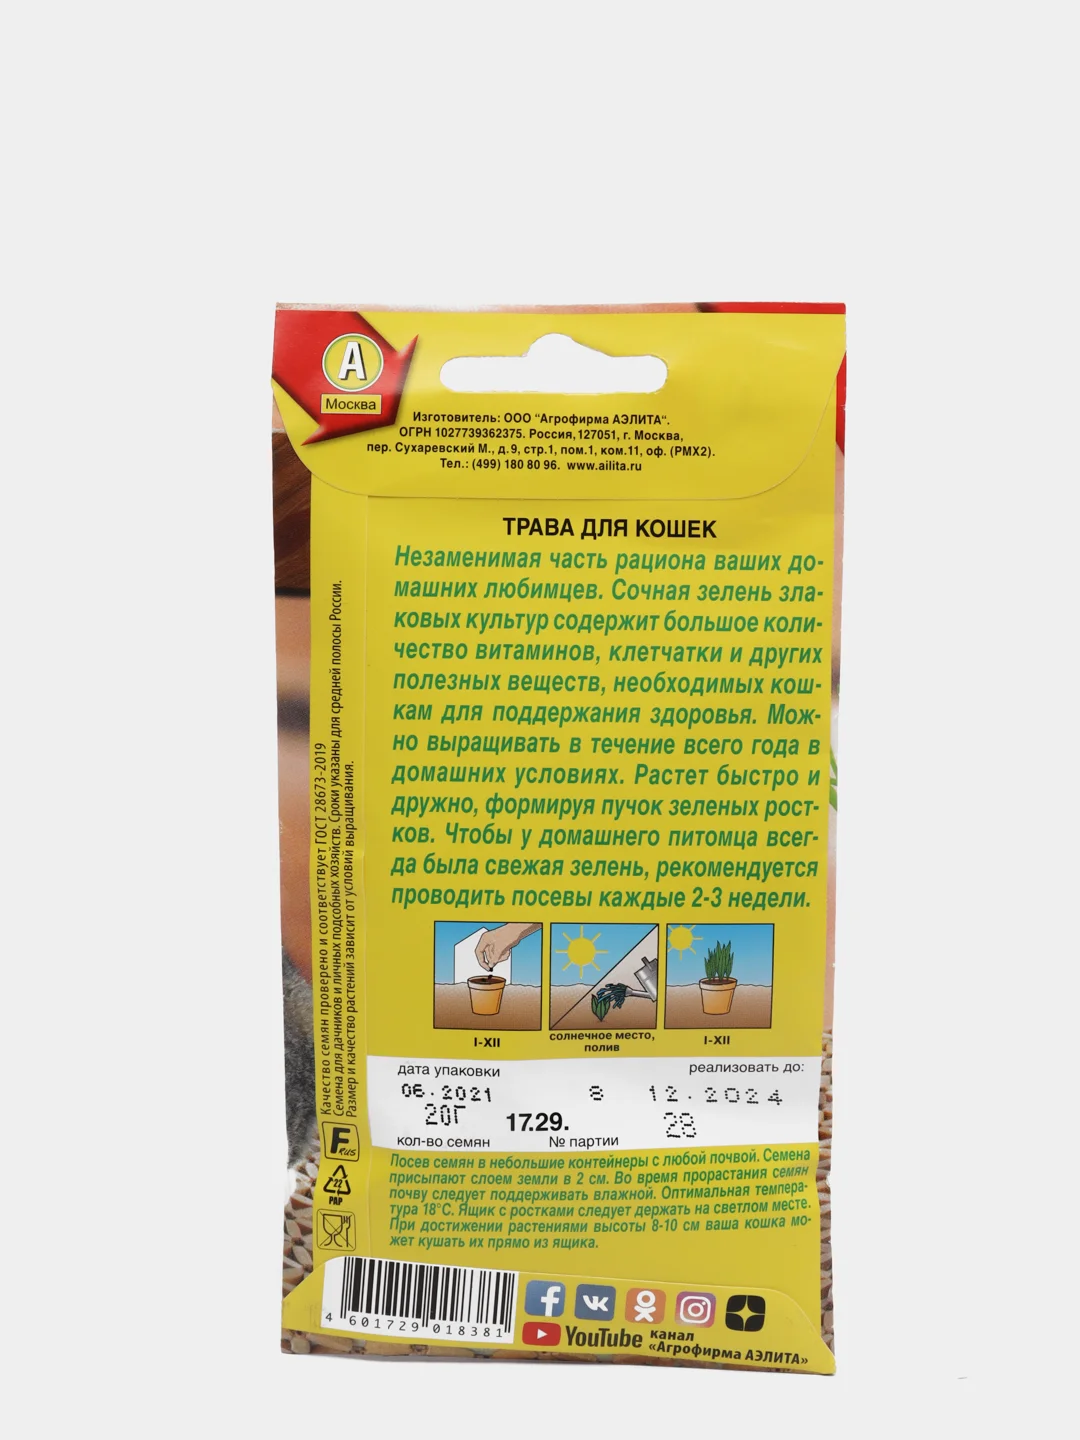 А
Москва
Изготовитель: ООО "Агрофирма АЭЛИТА".
ОГРН 1027739362375. Россия, 127051, г. Москва,
пер. Сухаревский М., д.9, стр.1, пом.1, ком.11, оф. (РМХ2).
Тел.: (499) 180 80 96. www.ailita.ru
ТРАВА ДЛЯ КОШЕК
Незаменимая часть рациона ваших до-
машних любимцев. Сочная зелень зла-
ковых культур содержит большое коли-
чество витаминов, клетчатки и других
полезных веществ, необходимых кош-
кам для поддержания здоровья. Мож-
но выращивать в течение всего года в
домашних условиях. Растет быстро и
дружно, формируя пучок зеленых рост-
ков. Чтобы у домашнего питомца всег-
да была свежая зелень, рекомендуется
проводить посевы каждые 2-3 недели.
Качество семян проверено и соответствует ГОСТ 28673-2019
Семена для дачников и личных подсобных хозяйств. Сроки указаны для средней полосы России.
Размер и качество растений зависит от условий выращивания.
I-XII
солнечное место,
полив
I-XII
дата упаковки
реализовать до:
06.2021
8
12.2024
20Г
17.29.
28
кол-во семян
№ партии
F RUS
22
PAP
Посев семян в небольшие контейнеры с любой почвой. Семена
присыпают слоем земли в 2 см. Во время прорастания семян
почву следует поддерживать влажной. Оптимальная темпера-
тура 18°С. Ящик с ростками следует держать на светлом месте.
При достижении растениями высоты 8-10 см ваша кошка мо-
жет кушать их прямо из ящика.
4 601729 018381
YouTube канал
«Агрофирма АЭЛИТА»